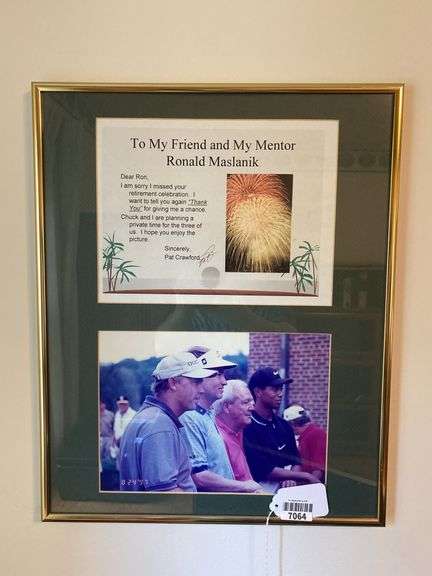 To My Friend and My Mentor
Ronald Maslanik
Dear Ron,
I am sorry I missed your
retirement celebration. I
want to tell you again "Thank
You" for giving me a chance.
Chuck and I are planning a
private time for the three of
us. I hope you enjoy the
picture.
Sincerely,
Pat Crawford
8 24 '97
7064